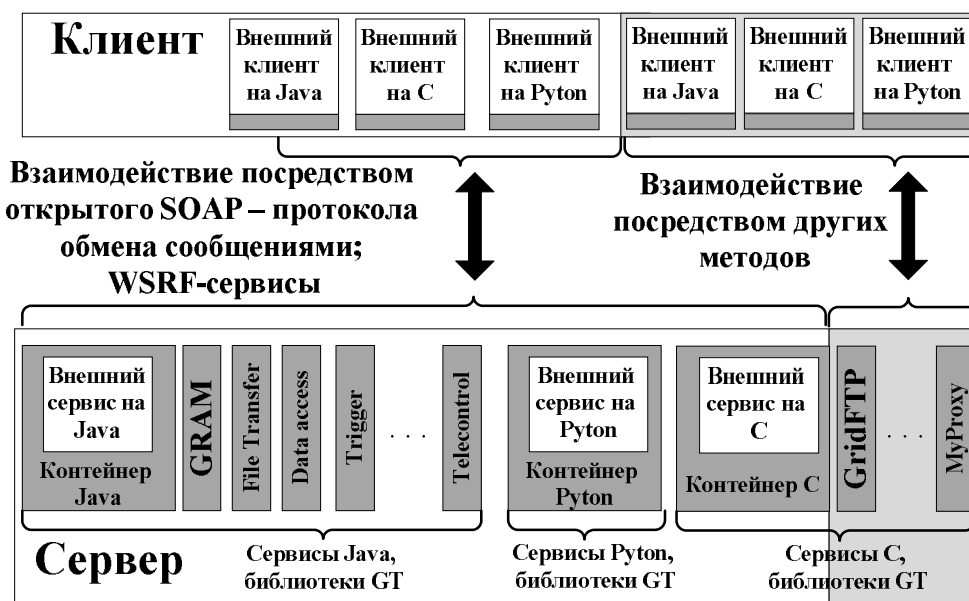 Клиент
Внешний
клиент
на Java
Внешний
клиент
на C
Внешний
клиент
на Pyton
Внешний
клиент
на Java
Внешний
клиент
на C
Внешний
клиент
на Pyton
Взаимодействие посредством
открытого SOAP – протокола
обмена сообщениями;
WSRF-сервисы
Взаимодействие
посредством других
методов
Внешний
сервис на
Java
Контейнер
Java
GRAM
File Transfer
Data access
Trigger
. . .
Telecontrol
Внешний
сервис на
Pyton
Контейнер
Pyton
Внешний
сервис на
C
Контейнер C
GridFTP
. . .
MyProxy
Сервер
Сервисы Java,
библиотеки GT
Сервисы Pyton,
библиотеки GT
Сервисы C,
библиотеки GT